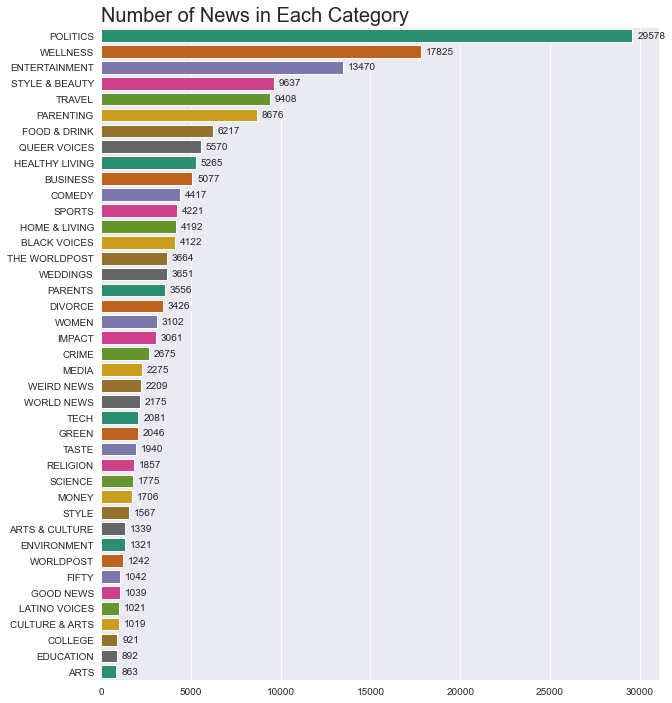 Number of News in Each Category
POLITICS 29578
WELLNESS 17825
ENTERTAINMENT 13470
STYLE & BEAUTY 9637
TRAVEL 9408
PARENTING 8676
FOOD & DRINK 6217
QUEER VOICES 5570
HEALTHY LIVING 5265
BUSINESS 5077
COMEDY 4417
SPORTS 4221
HOME & LIVING 4192
BLACK VOICES 4122
THE WORLDPOST 3664
WEDDINGS 3651
PARENTS 3556
DIVORCE 3426
WOMEN 3102
IMPACT 3061
CRIME 2675
MEDIA 2275
WEIRD NEWS 2209
WORLD NEWS 2175
TECH 2081
GREEN 2046
TASTE 1940
RELIGION 1857
SCIENCE 1775
MONEY 1706
STYLE 1567
ARTS & CULTURE 1339
ENVIRONMENT 1321
WORLDPOST 1242
FIFTY 1042
GOOD NEWS 1039
LATINO VOICES 1021
CULTURE & ARTS 1019
COLLEGE 921
EDUCATION 892
ARTS 863
0 5000 10000 15000 20000 25000 30000